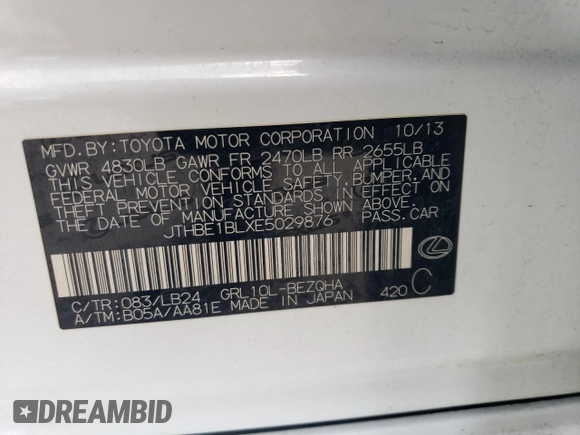 MFD.BY:TOYOTA MOTOR CORPORATION 10/13
GVWR 4830LB GAWR FR 2470LB RR 2655LB
THIS VEHICLE CONFORMS TO ALL APPLICABLE
FEDERAL MOTOR VEHICLE SAFETY, BUMPER, AND
THEFT PREVENTION STANDARDS IN EFFECT ON
THE DATE OF MANUFACTURE SHOWN ABOVE.
JTHBE1BLXE5029876 PASS.CAR
C/TR:083/LB24 GRL10L-BEZQHA
A/TM:B05A/AA81E MADE IN JAPAN 420 C
DREAMBID